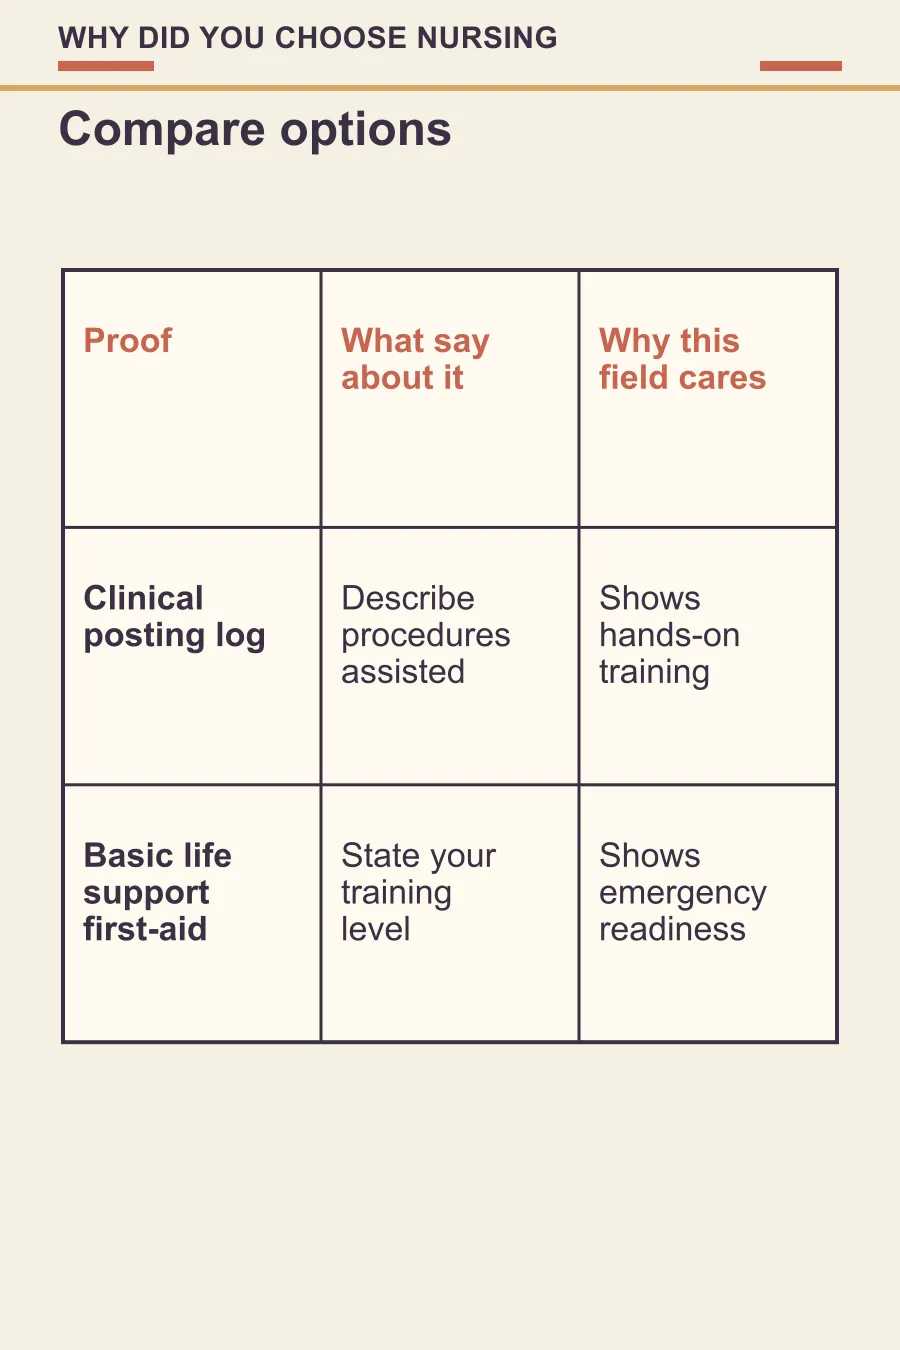 WHY DID YOU CHOOSE NURSING
Compare options
Proof
What say
about it
Why this
field cares
Clinical
posting log
Describe
procedures
assisted
Shows
hands-on
training
Basic life
support
first-aid
State your
training
level
Shows
emergency
readiness